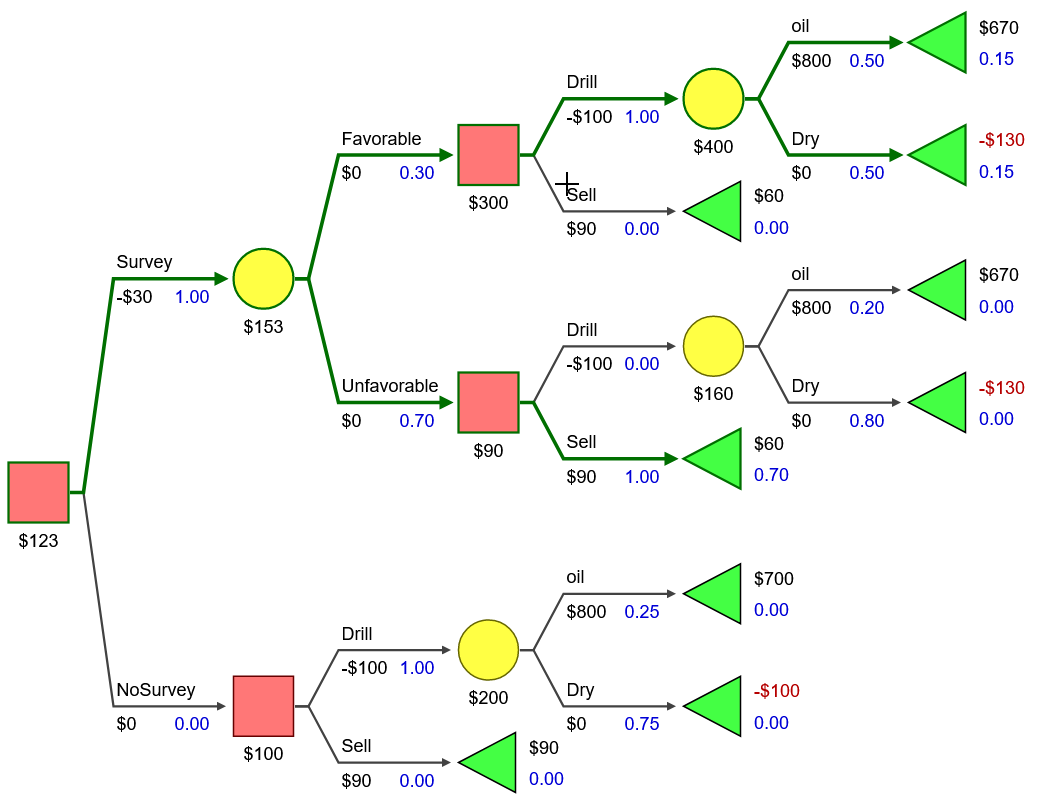 oil
$670
$800 0.50
0.15
Drill
-$100 1.00
$400
Favorable
$0 0.30
Dry
-$130
$0 0.50
0.15
$300
Sell
$60
$90 0.00
0.00
Survey
-$30 1.00
$153
oil
$670
$800 0.20
0.00
Drill
-$100 0.00
$160
Unfavorable
$0 0.70
Dry
-$130
$0 0.80
0.00
$90
Sell
$60
$90 1.00
0.70
$123
oil
$700
$800 0.25
0.00
Drill
-$100 1.00
$200
NoSurvey
$0 0.00
Dry
-$100
$0 0.75
0.00
$100
Sell
$90
$90 0.00
0.00